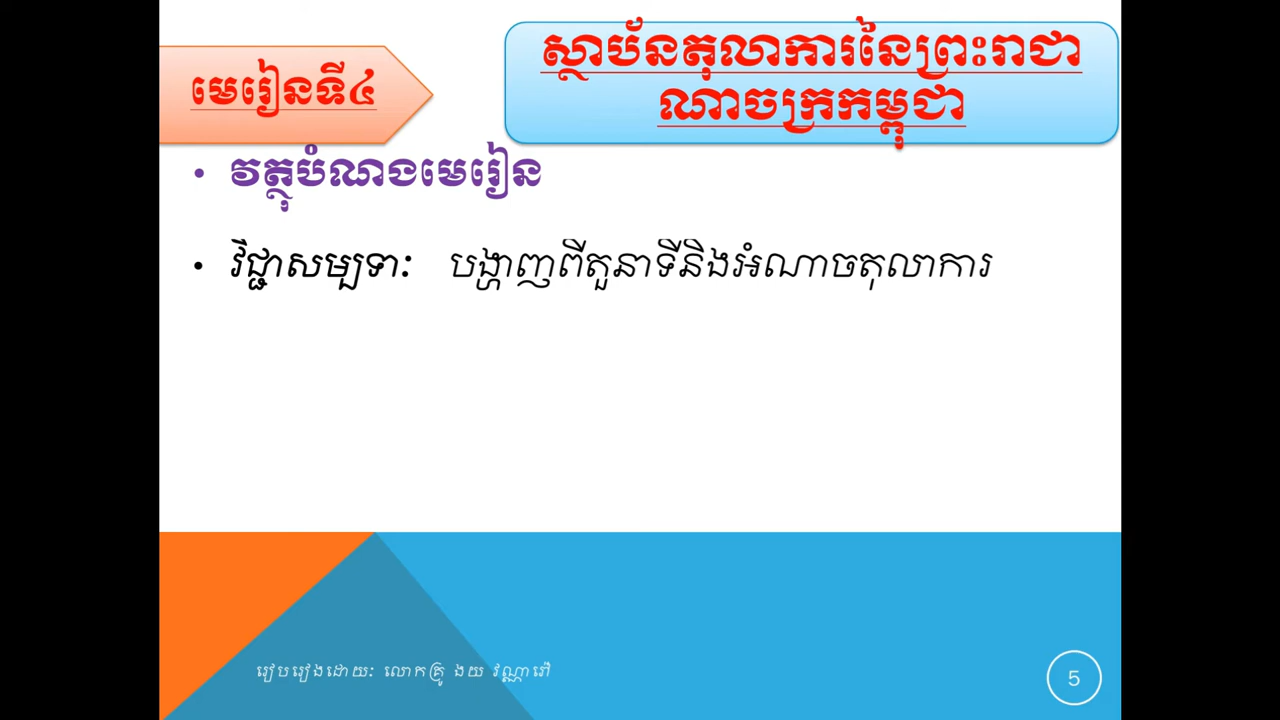 មេរៀនទី៤
ស្ថាប័នតុលាការនៃព្រះរាជា
ណាចក្រកម្ពុជា
• វត្ថុបំណងមេរៀន
• វិជ្ជាសម្បទាៈ បង្ហាញពីតួនាទីនិងអំណាចតុលាការ
រៀបរៀងដោយៈ លោកគ្រូ ងយ វណ្ណារ៉ៅ
5